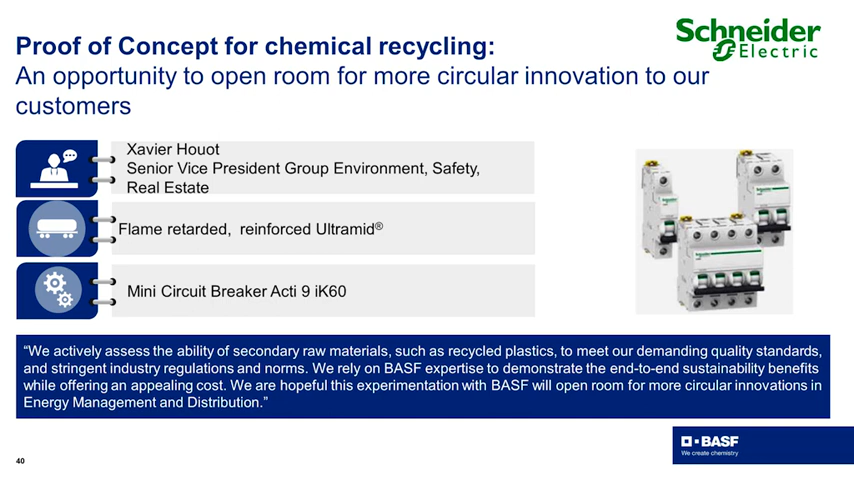 Proof of Concept for chemical recycling:
An opportunity to open room for more circular innovation to our
customers
Schneider
Electric
Xavier Houot
Senior Vice President Group Environment, Safety,
Real Estate
Flame retarded, reinforced Ultramid®
Mini Circuit Breaker Acti 9 iK60
“We actively assess the ability of secondary raw materials, such as recycled plastics, to meet our demanding quality standards,
and stringent industry regulations and norms. We rely on BASF expertise to demonstrate the end-to-end sustainability benefits
while offering an appealing cost. We are hopeful this experimentation with BASF will open room for more circular innovations in
Energy Management and Distribution.”
BASF
We create chemistry
40